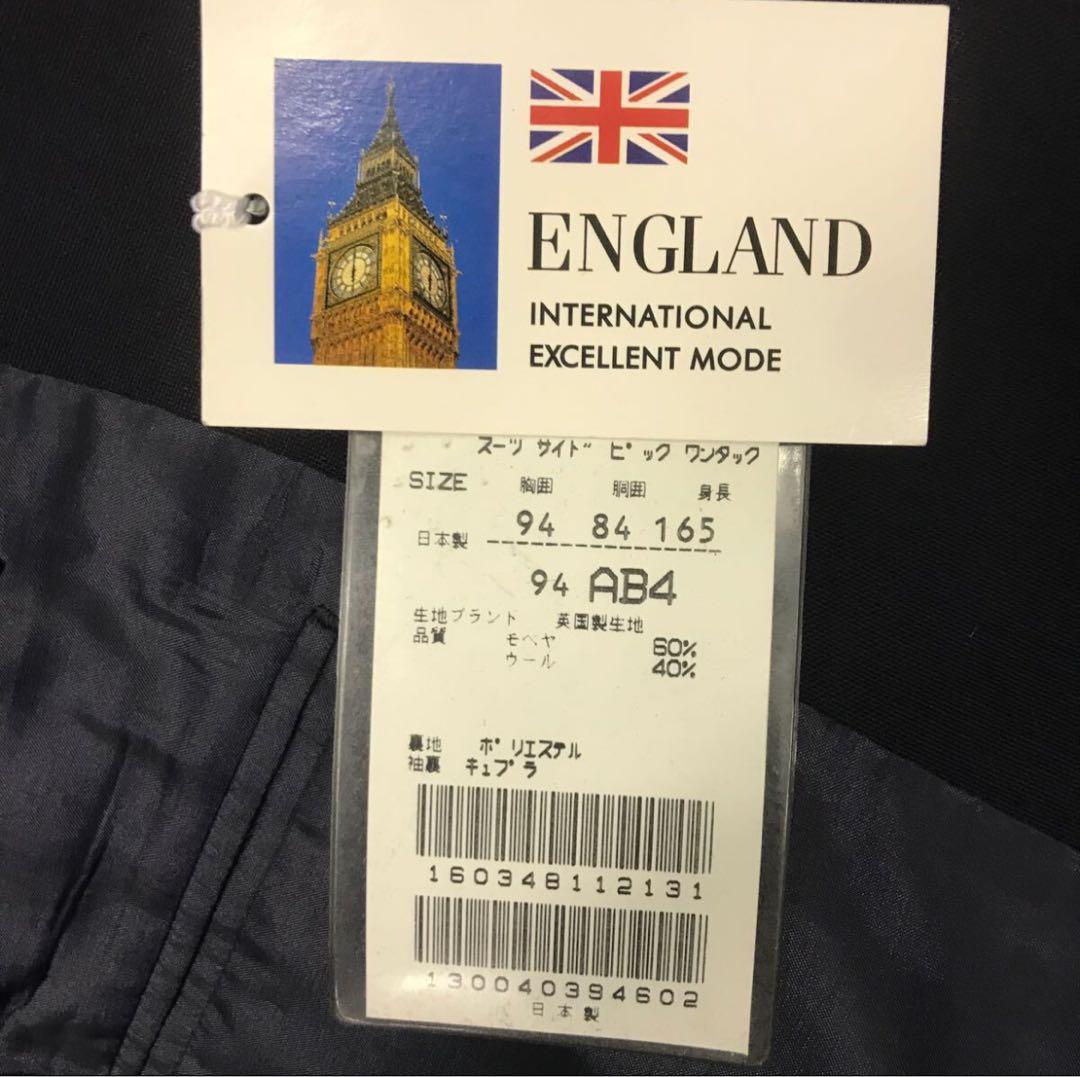 ENGLAND
INTERNATIONAL
EXCELLENT MODE
スーツ サイド ピック ワンタック
SIZE 胸囲 胴囲 身長
日本製 94 84 165
94 AB4
生地ブランド 英国製生地
品質 モヘヤ 60%
ウール 40%
裏地 ポリエステル
袖裏 キュプラ
160348112131
130040394602
日本製